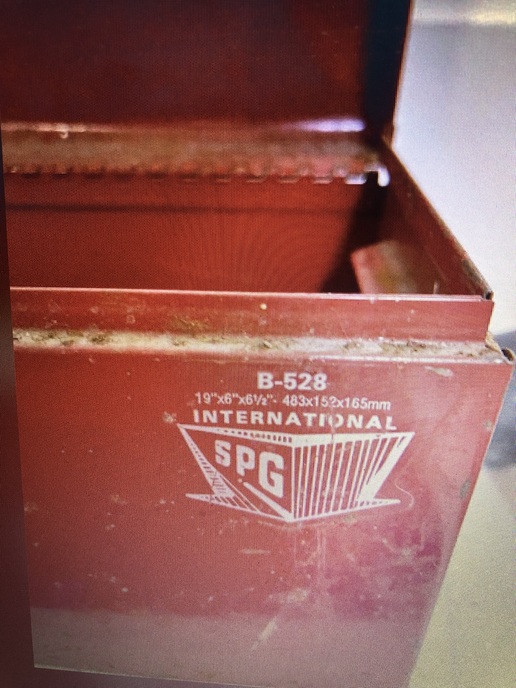 B-528
19"x6"x6½"- 483x152x165mm
INTERNATIONAL
SPG